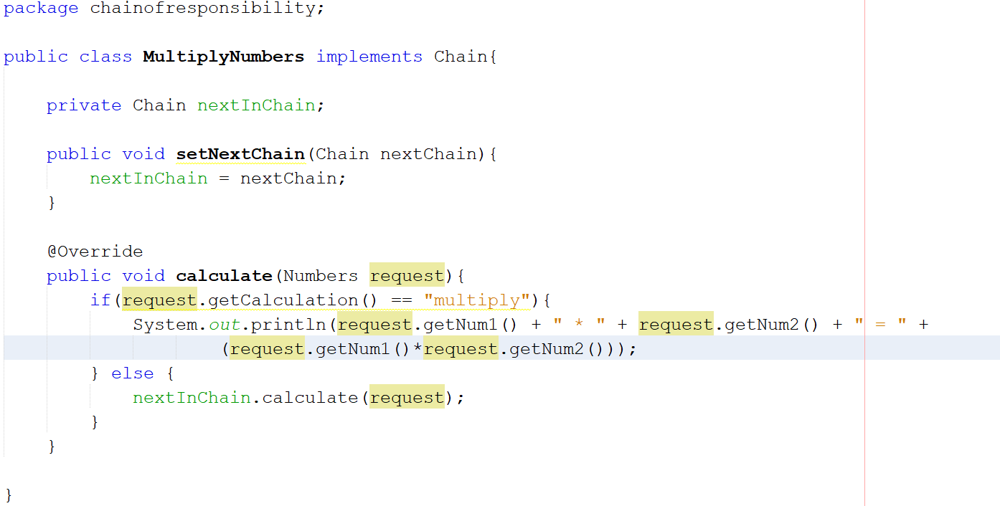 package chainofresponsibility;
public class MultiplyNumbers implements Chain{
private Chain nextInChain;
public void setNextChain(Chain nextChain){
nextInChain = nextChain;
}
@Override
public void calculate(Numbers request){
if(request.getCalculation() == "multiply"){
System.out.println(request.getNum1() + " * " + request.getNum2() + " = " +
(request.getNum1()*request.getNum2()));
} else {
nextInChain.calculate(request);
}
}
}